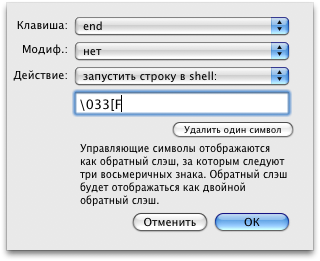 Клавиша: end
Модиф.: нет
Действие: запустить строку в shell:
\033[F
Удалить один символ
Управляющие символы отображаются
как обратный слэш, за которым следуют
три восьмеричных знака. Обратный слэш
будет отображаться как двойной
обратный слэш.
Отменить OK